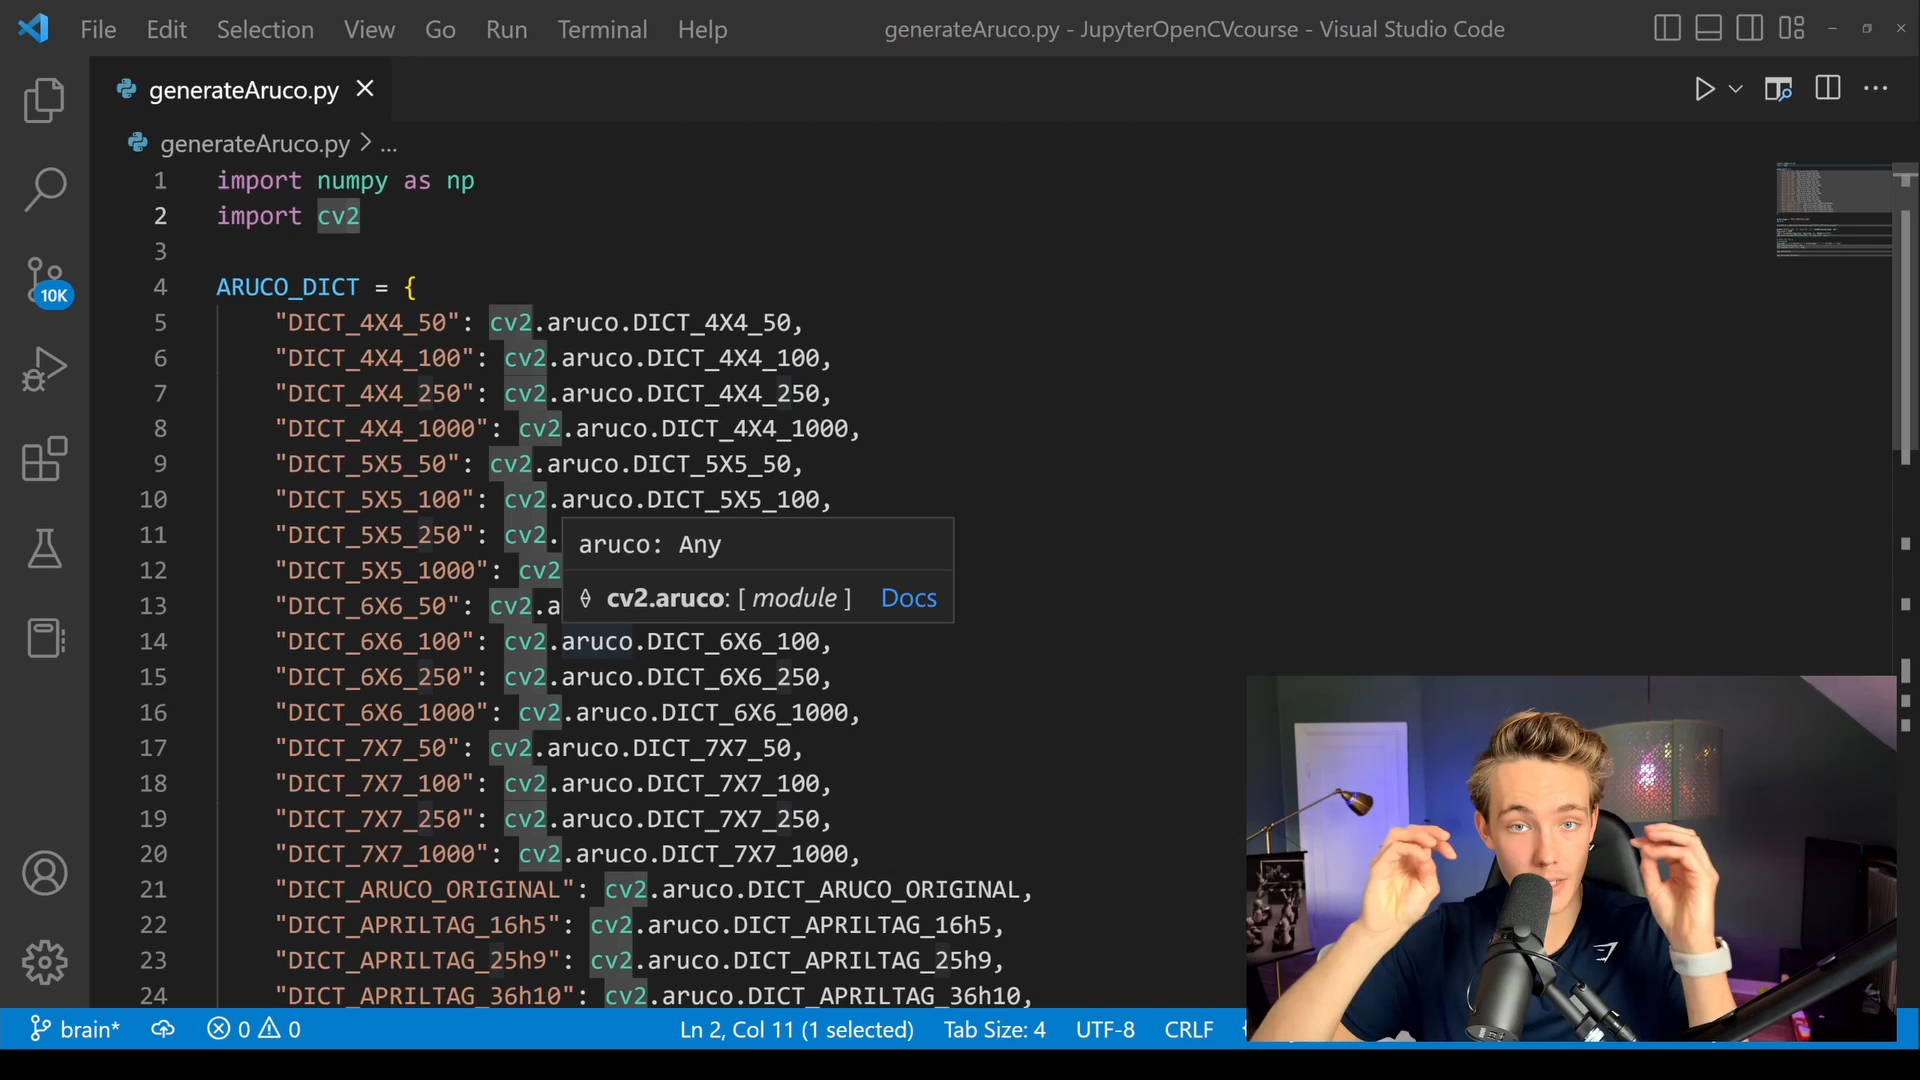 File Edit Selection View Go Run Terminal Help generateAruco.py - JupyterOpenCVcourse - Visual Studio Code
generateAruco.py
generateAruco.py > ...
1 import numpy as np
2 import cv2
3
4 ARUCO_DICT = {
5 "DICT_4X4_50": cv2.aruco.DICT_4X4_50,
6 "DICT_4X4_100": cv2.aruco.DICT_4X4_100,
7 "DICT_4X4_250": cv2.aruco.DICT_4X4_250,
8 "DICT_4X4_1000": cv2.aruco.DICT_4X4_1000,
9 "DICT_5X5_50": cv2.aruco.DICT_5X5_50,
10 "DICT_5X5_100": cv2.aruco.DICT_5X5_100,
11 "DICT_5X5_250": cv2.
aruco: Any
12 "DICT_5X5_1000": cv2
cv2.aruco: [ module ] Docs
13 "DICT_6X6_50": cv2.a
14 "DICT_6X6_100": cv2.aruco.DICT_6X6_100,
15 "DICT_6X6_250": cv2.aruco.DICT_6X6_250,
16 "DICT_6X6_1000": cv2.aruco.DICT_6X6_1000,
17 "DICT_7X7_50": cv2.aruco.DICT_7X7_50,
18 "DICT_7X7_100": cv2.aruco.DICT_7X7_100,
19 "DICT_7X7_250": cv2.aruco.DICT_7X7_250,
20 "DICT_7X7_1000": cv2.aruco.DICT_7X7_1000,
21 "DICT_ARUCO_ORIGINAL": cv2.aruco.DICT_ARUCO_ORIGINAL,
22 "DICT_APRILTAG_16h5": cv2.aruco.DICT_APRILTAG_16h5,
23 "DICT_APRILTAG_25h9": cv2.aruco.DICT_APRILTAG_25h9,
24 "DICT_APRILTAG_36h10": cv2.aruco.DICT_APRILTAG_36h10,
10K
brain* 0 0 Ln 2, Col 11 (1 selected) Tab Size: 4 UTF-8 CRLF